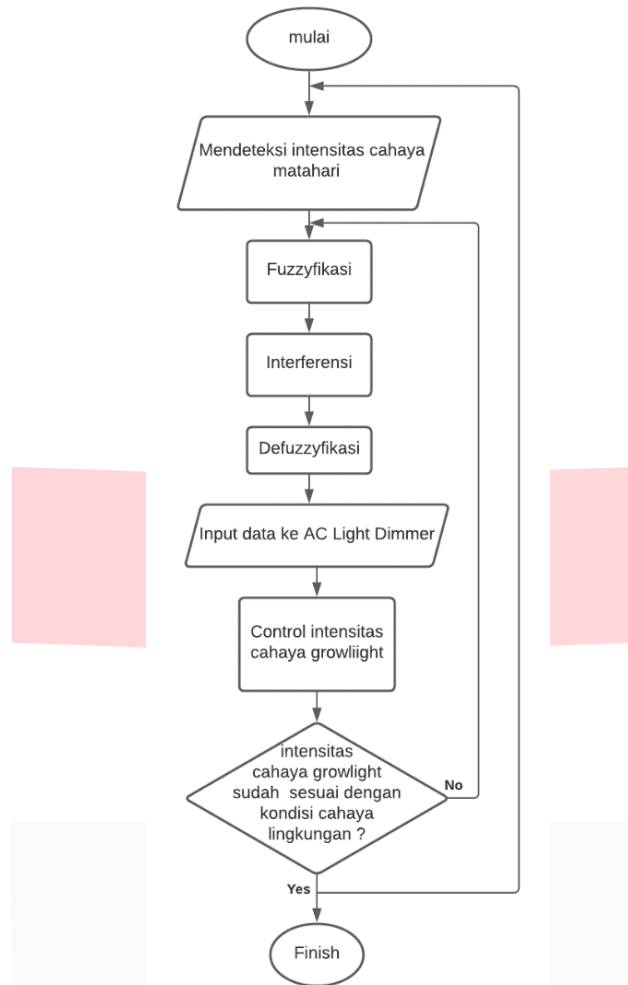 mulai
Mendeteksi intensitas cahaya
matahari
Fuzzyfikasi
Interferensi
Defuzzyfikasi
Input data ke AC Light Dimmer
Control intensitas
cahaya growliight
intensitas
cahaya growlight
sudah sesuai dengan
kondisi cahaya
lingkungan ?
No
Yes
Finish